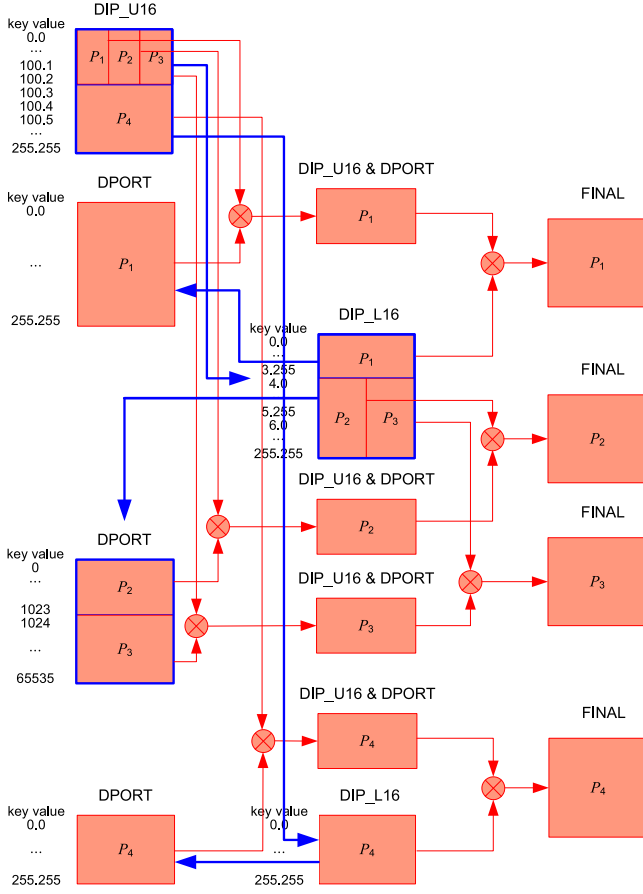 DIP_U16
key value
0.0
...
100.1
100.2
100.3
100.4
100.5
...
255.255
P1 P2 P3
P4
DPORT
key value
0.0
...
255.255
P1
DIP_U16 & DPORT
P1
FINAL
P1
DIP_L16
key value
0.0
...
3.255
4.0
5.255
6.0
...
255.255
P1
P2 P3
FINAL
P2
DIP_U16 & DPORT
P2
FINAL
P3
DPORT
key value
0
...
1023
1024
...
65535
P2
P3
DIP_U16 & DPORT
P3
DIP_U16 & DPORT
P4
FINAL
P4
DPORT
key value
0.0
...
255.255
P4
DIP_L16
key value
0.0
...
255.255
P4